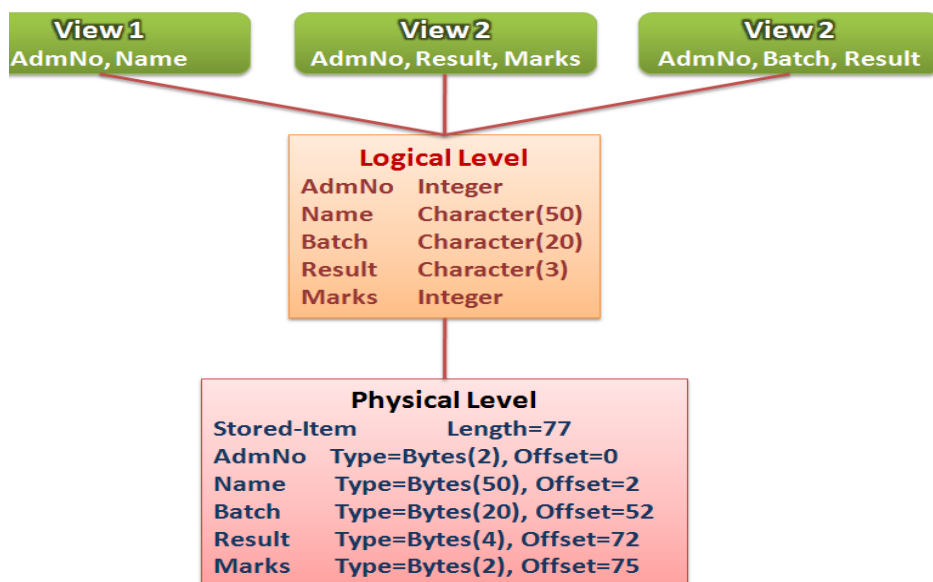 View 1
AdmNo, Name
View 2
AdmNo, Result, Marks
View 2
AdmNo, Batch, Result
Logical Level
AdmNo Integer
Name Character(50)
Batch Character(20)
Result Character(3)
Marks Integer
Physical Level
Stored-Item Length=77
AdmNo Type=Bytes(2), Offset=0
Name Type=Bytes(50), Offset=2
Batch Type=Bytes(20), Offset=52
Result Type=Bytes(4), Offset=72
Marks Type=Bytes(2), Offset=75